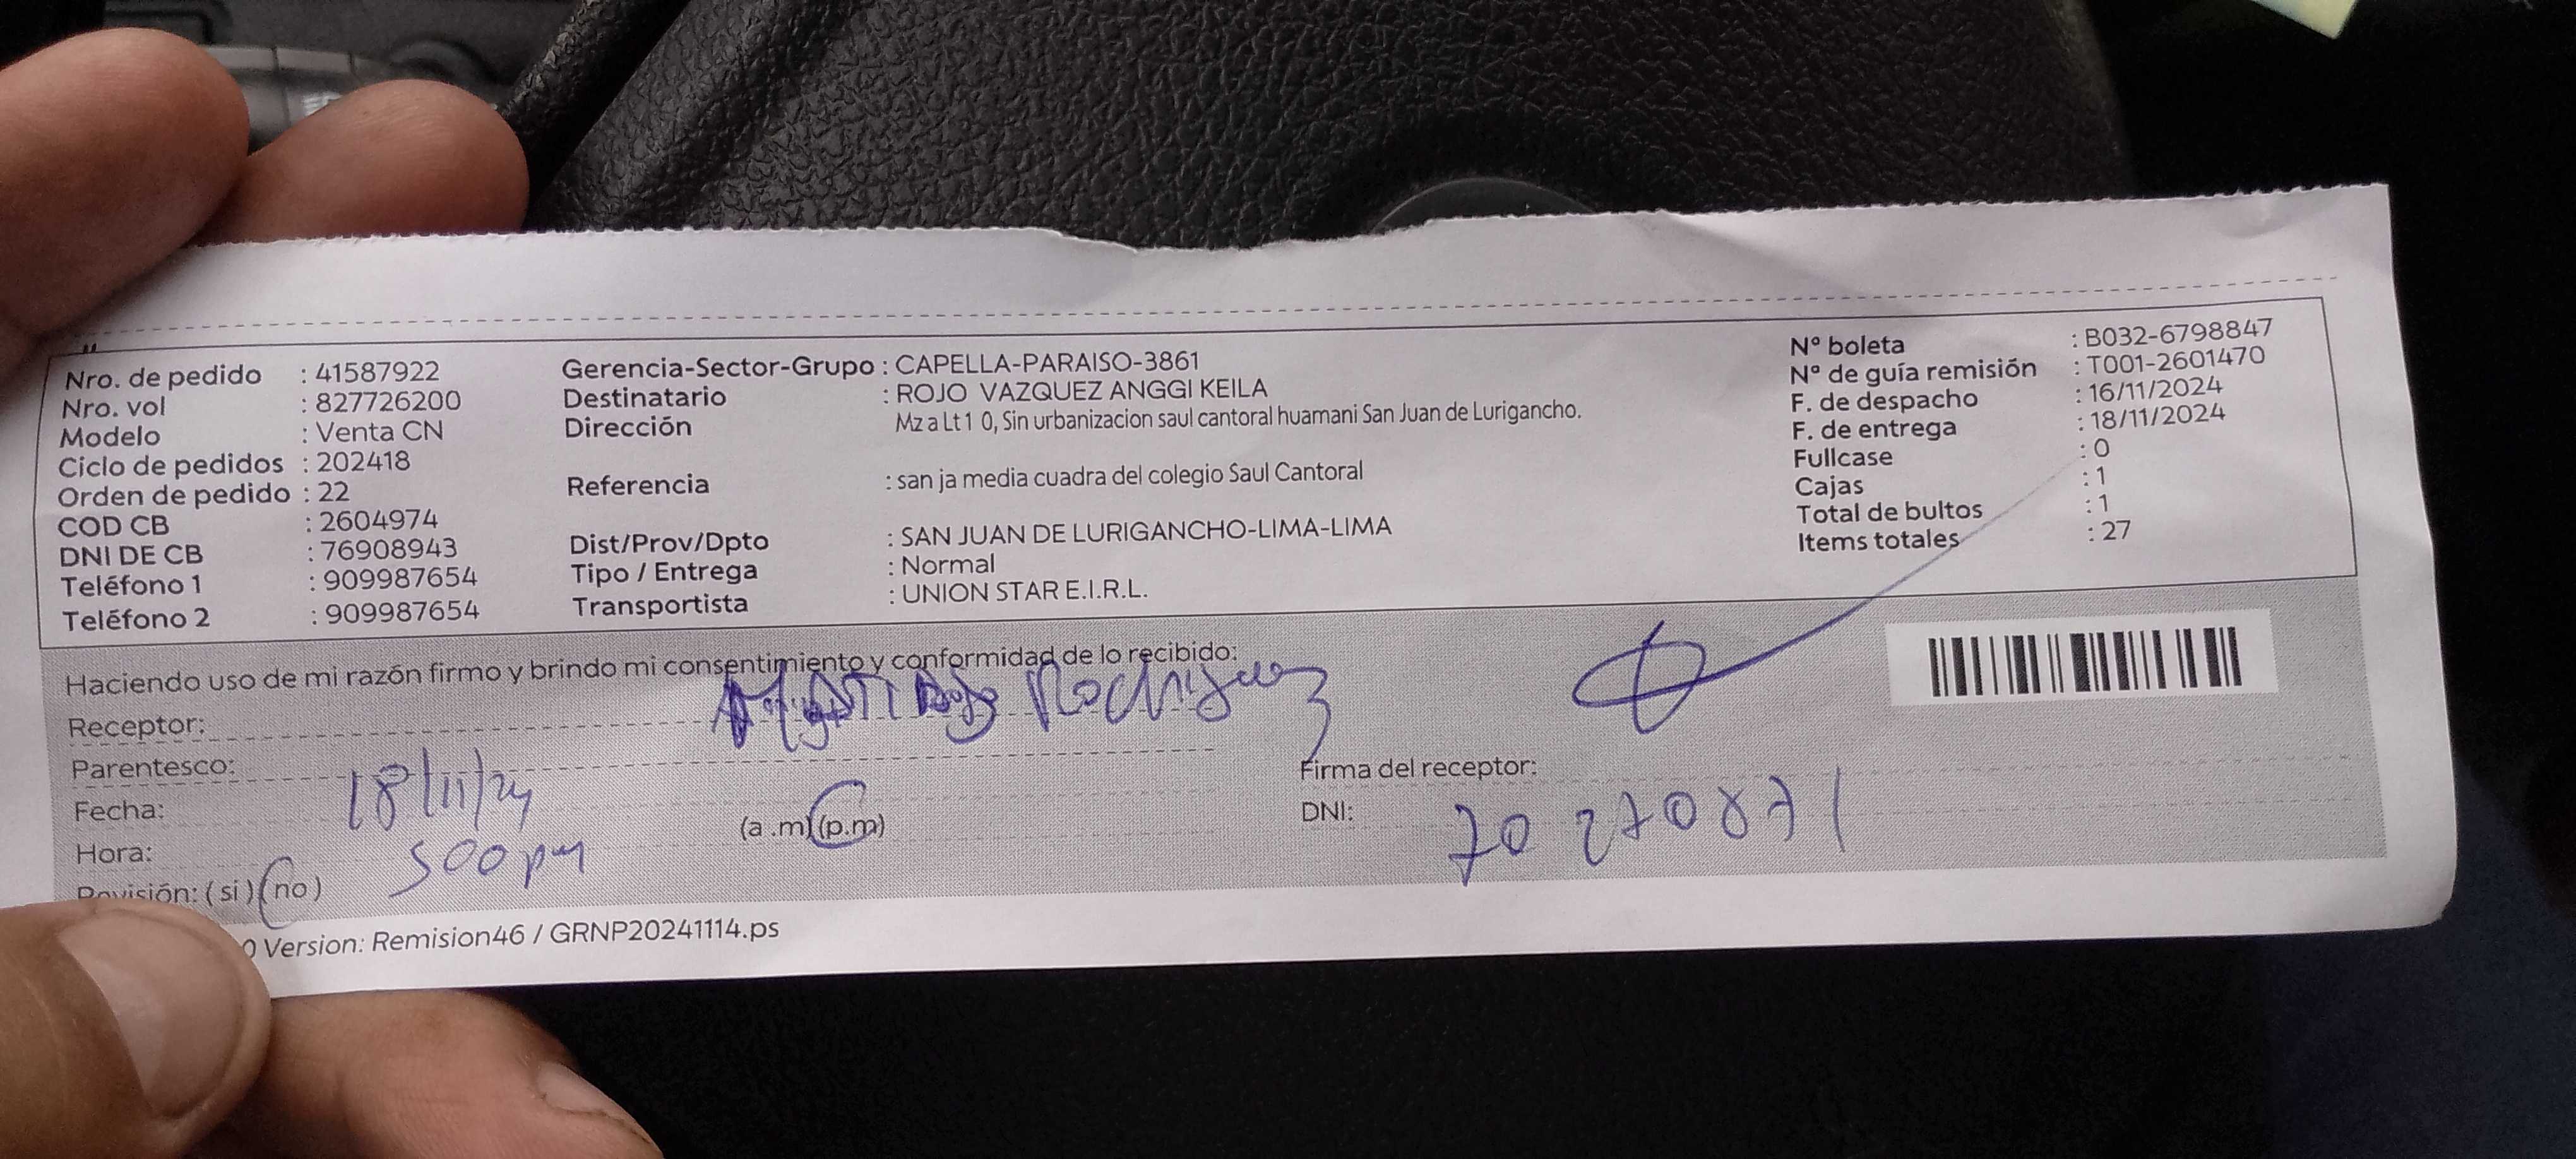 Nro. de pedido : 41587922
Nro. vol : 827726200
Modelo : Venta CN
Ciclo de pedidos : 202418
Orden de pedido : 22
COD CB : 2604974
DNI DE CB : 76908943
Teléfono 1 : 909987654
Teléfono 2 : 909987654
Gerencia-Sector-Grupo : CAPELLA-PARAISO-3861
Destinatario : ROJO VAZQUEZ ANGGI KEILA
Dirección Mz a Lt 1 0, Sin urbanizacion saul cantoral huamani San Juan de Lurigancho.
Referencia : san ja media cuadra del colegio Saul Cantoral
Dist/Prov/Dpto : SAN JUAN DE LURIGANCHO-LIMA-LIMA
Tipo / Entrega : Normal
Transportista : UNION STAR E.I.R.L.
N° boleta : B032-6798847
N° de guía remisión : T001-2601470
F. de despacho : 16/11/2024
F. de entrega : 18/11/2024
Fullcase : 0
Cajas : 1
Total de bultos : 1
Items totales : 27
Haciendo uso de mi razón firmo y brindo mi consentimiento y conformidad de lo recibido:
Receptor: Rodriguez
Parentesco:
Fecha: 18/11/24
Hora: 500 pm (a .m) (p.m)
Revisión: ( si ) (no )
Firma del receptor:
DNI: 70270871
0 Version: Remision46 / GRNP20241114.ps